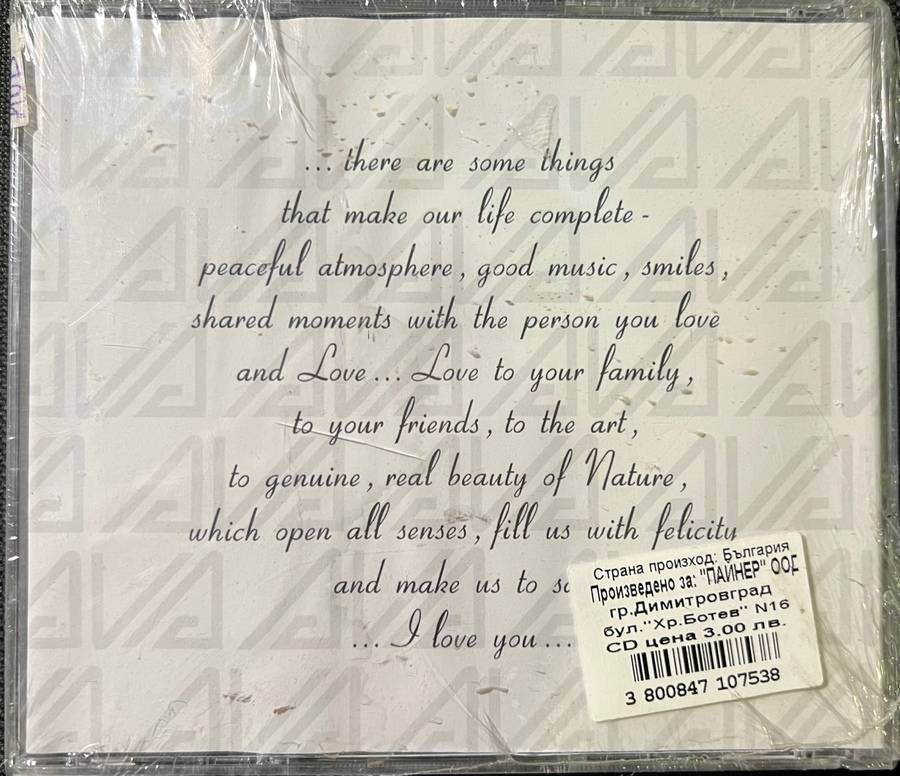 ... there are some things
that make our life complete -
peaceful atmosphere, good music, smiles,
shared moments with the person you love
and Love... Love to your family,
to your friends, to the art,
to genuine, real beauty of Nature,
which open all senses, fill us with felicity
and make us to
... I love you...
Страна произход: България
Произведено за: "ПАЙНЕР" ООД
гр.Димитровград
бул."Хр.Ботев" N16
CD цена 3.00 лв.
3 800847 107538